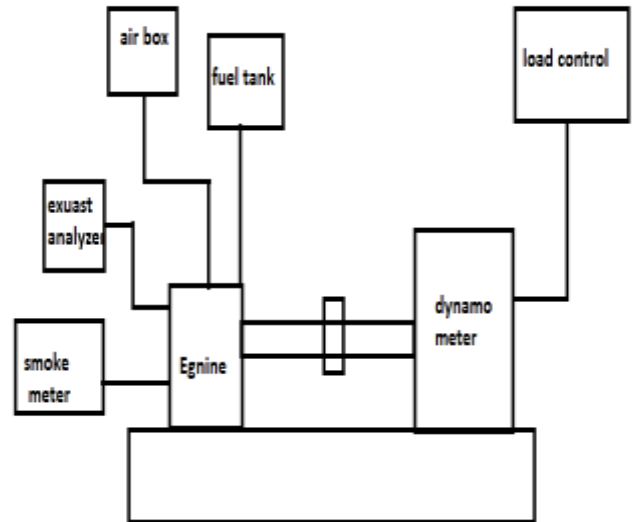 air box
fuel tank
load control
exuast
analyzer
dynamo
meter
Egnine
smoke
meter